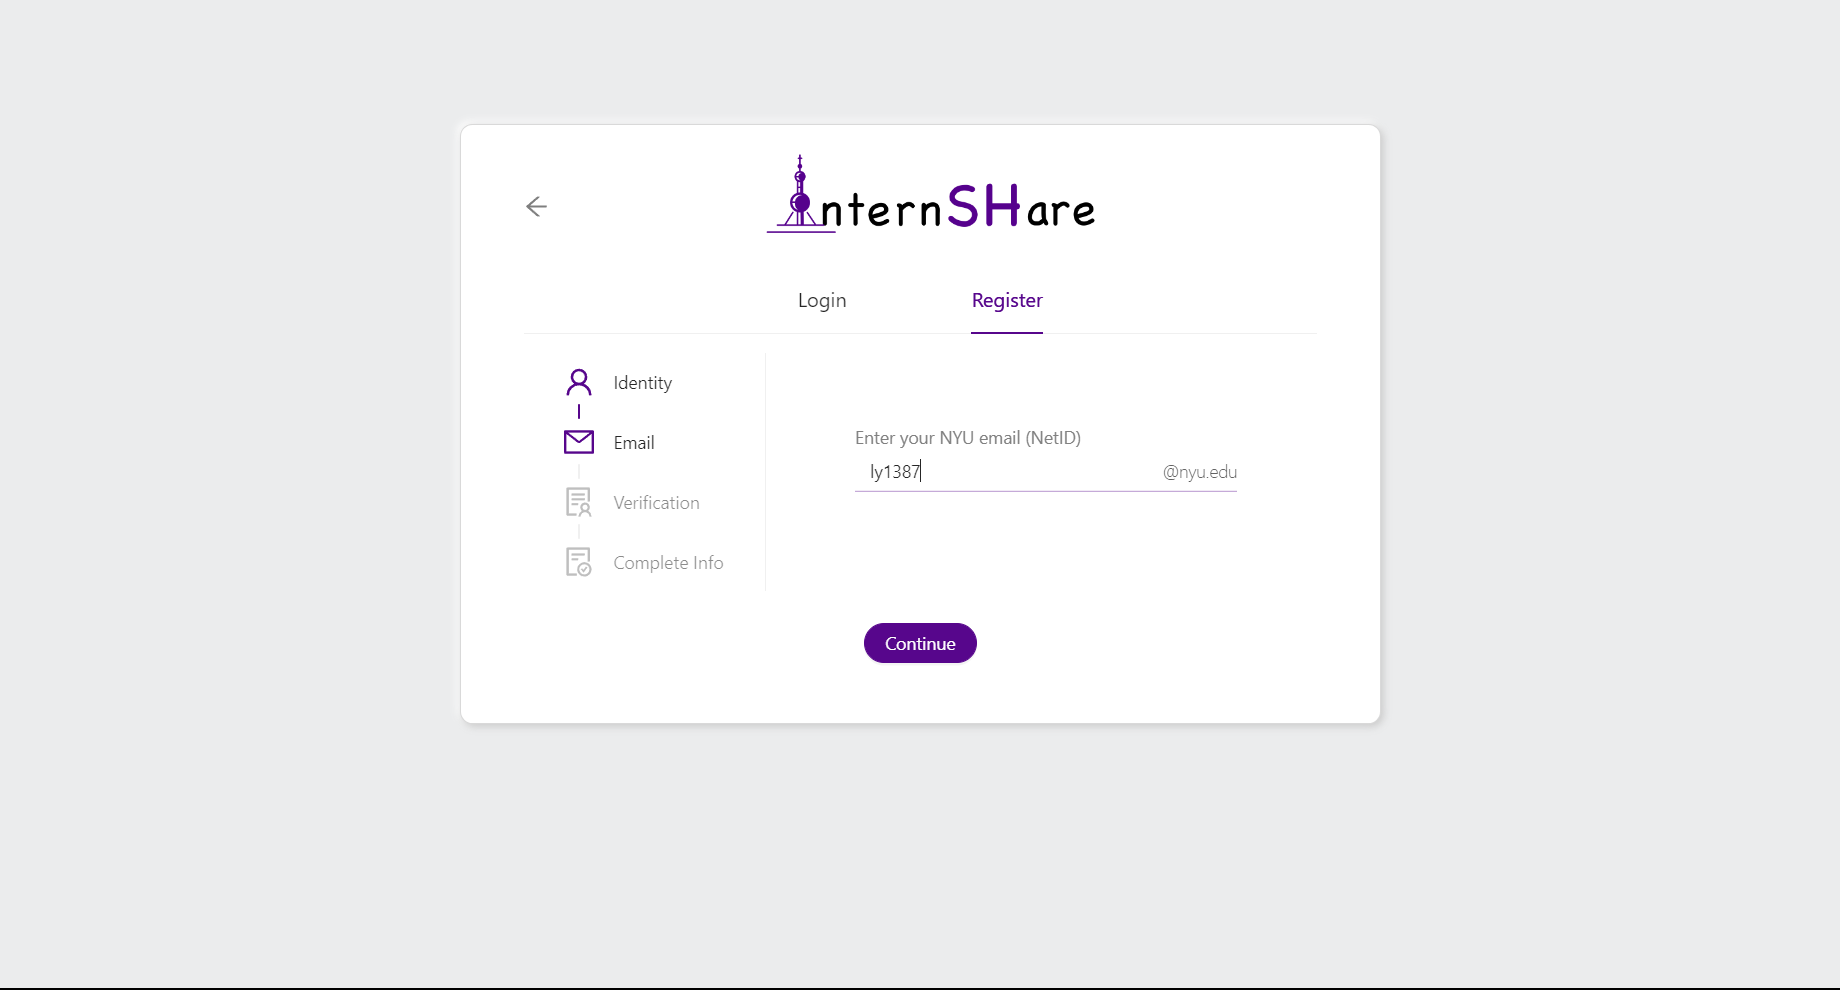 InternSHare
Login
Register
Identity
Email
Verification
Complete Info
Enter your NYU email (NetID)
ly1387
@nyu.edu
Continue